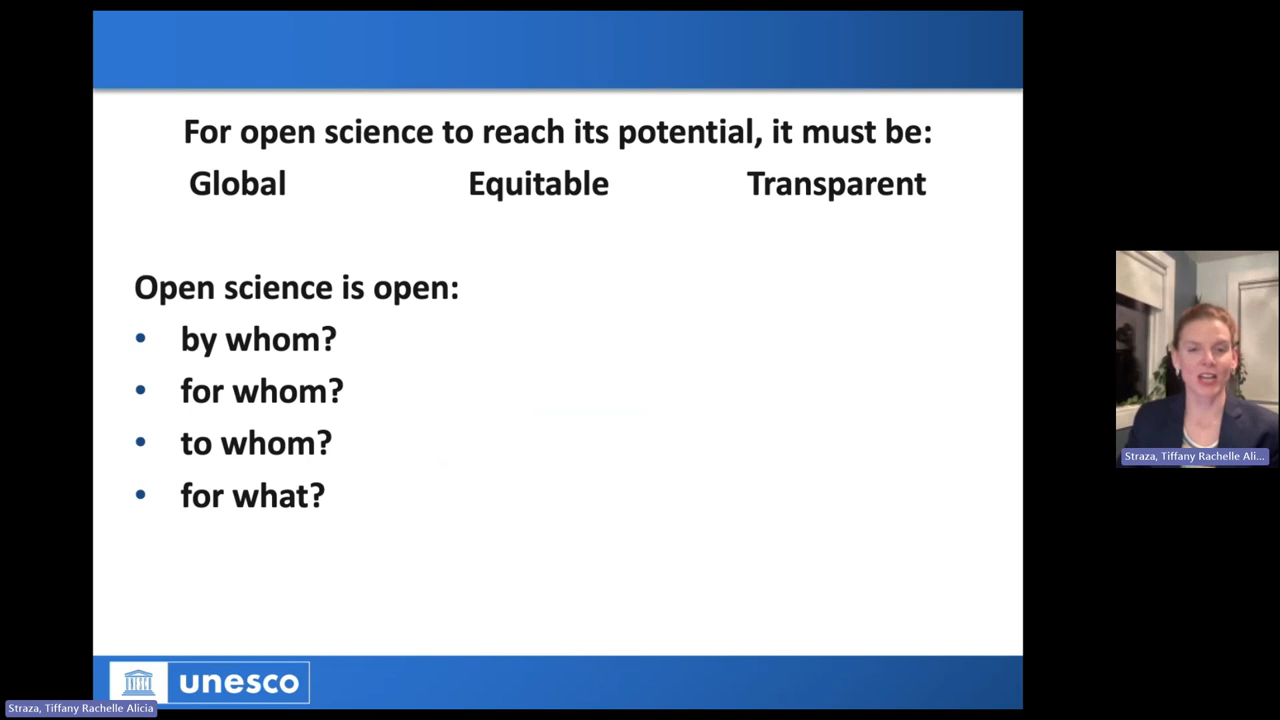 For open science to reach its potential, it must be:
Global Equitable Transparent
Open science is open:
• by whom?
• for whom?
• to whom?
• for what?
Straza, Tiffany Rachelle Ali...
unesco
Straza, Tiffany Rachelle Alicia